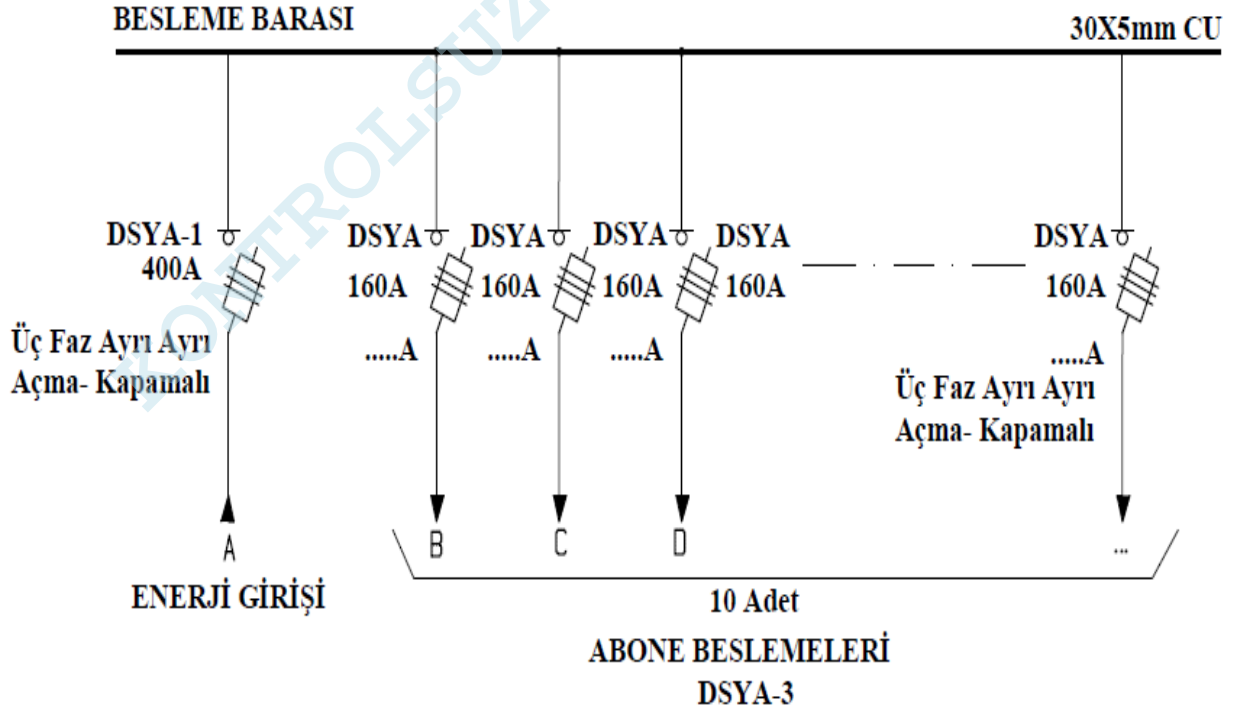 BESLEME BARASI
30X5mm CU
KONTROLSUZ
DSYA-1
400A
DSYA
160A
.....A
DSYA
160A
.....A
DSYA
160A
.....A
DSYA
160A
DSYA
160A
.....A
Üç Faz Ayrı Ayrı
Açma- Kapamalı
Üç Faz Ayrı Ayrı
Açma- Kapamalı
A
B
C
D
...
ENERJİ GİRİŞİ
10 Adet
ABONE BESLEMELERİ
DSYA-3